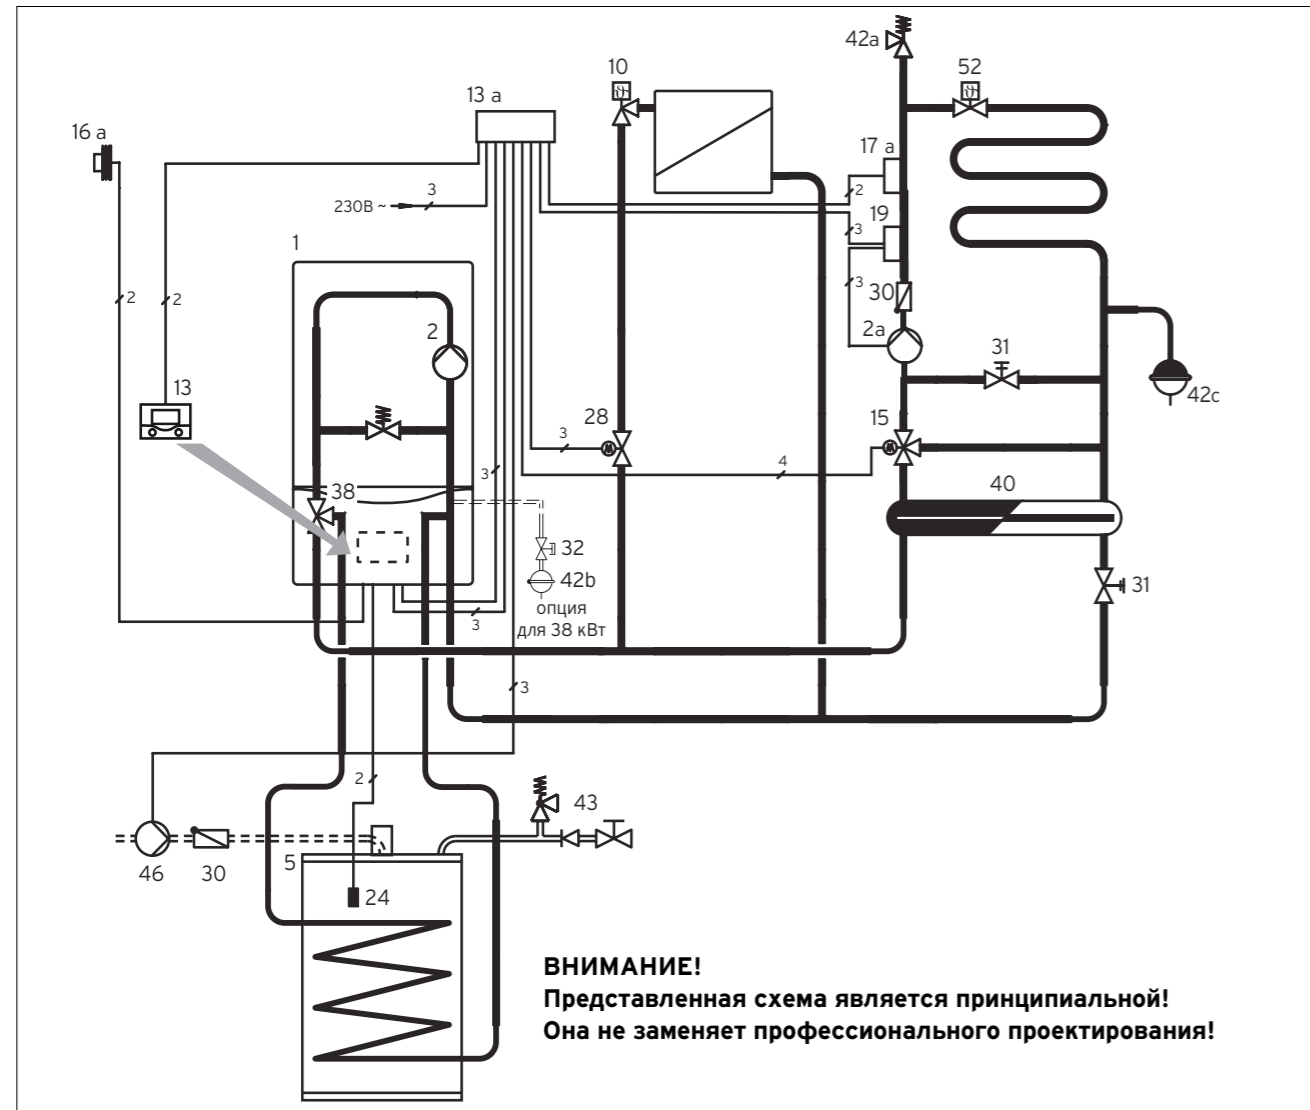 42a
10
52
13 a
16 a
17 a
3
2
230В ~
19
1
3
2
2
3
30
2
2a
31
13
42c
28
15
3
4
3
38
40
32
42b
31
опция
3
для 38 кВт
3
2
43
5
46
30
24
ВНИМАНИЕ!
Представленная схема является принципиальной!
Она не заменяет профессионального проектирования!